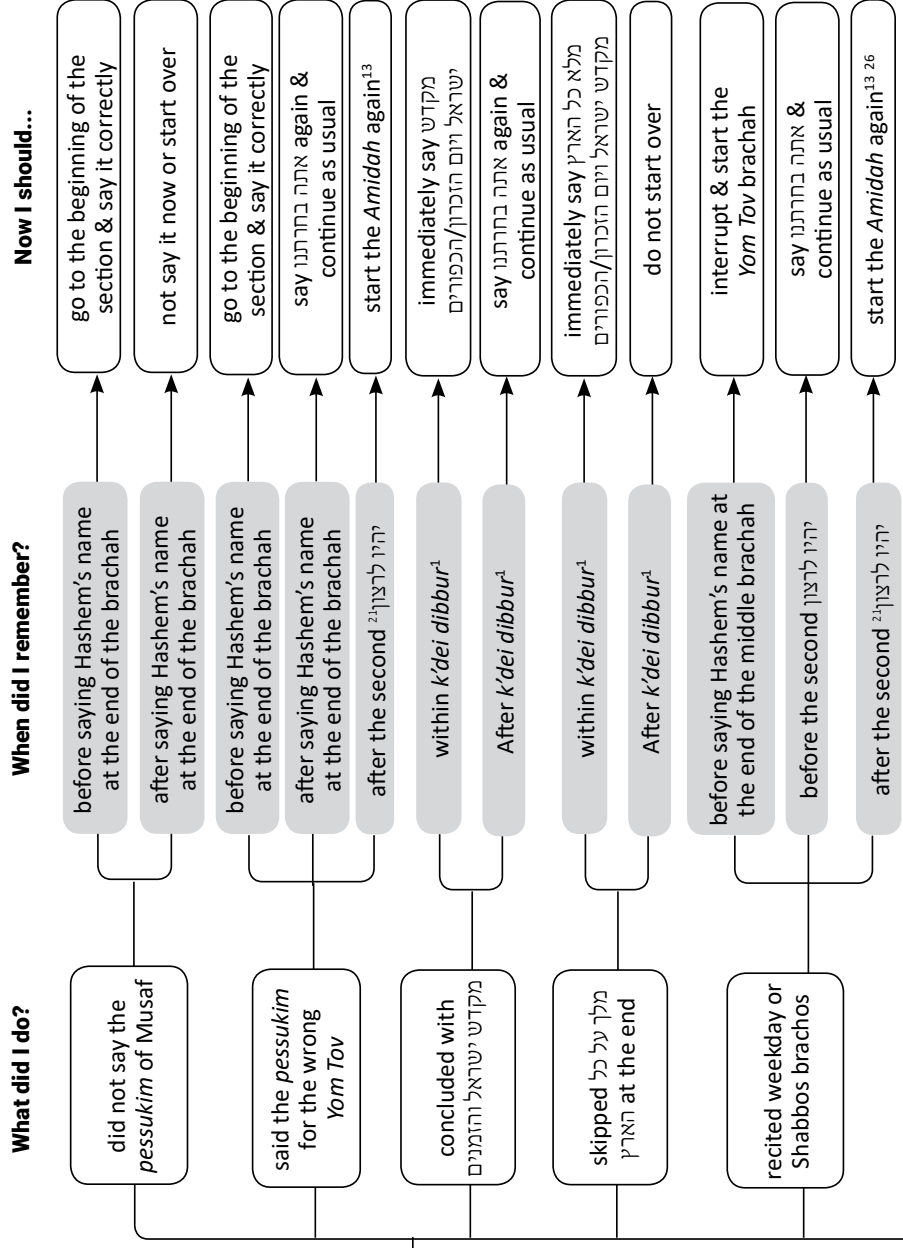 What did I do?
When did I remember?
Now I should...
did not say the
pessukim of Musaf
before saying Hashem's name
at the end of the brachah
go to the beginning of the
section & say it correctly
after saying Hashem's name
at the end of the brachah
not say it now or start over
said the pessukim
for the wrong
Yom Tov
before saying Hashem's name
at the end of the brachah
go to the beginning of the
section & say it correctly
after saying Hashem's name
at the end of the brachah
say אתה בחרתנו again &
continue as usual
after the second יהיו לרצון²¹
start the Amidah again¹³
concluded with
מקדש ישראל והזמנים
within k'dei dibbur¹
immediately say מקדש
ישראל ויום הזכרון/הכפורים
After k'dei dibbur¹
say אתה בחרתנו again &
continue as usual
skipped מלך על כל
הארץ at the end
within k'dei dibbur¹
immediately say מלא כל הארץ
מקדש ישראל ויום הזכרון/הכפורים
After k'dei dibbur¹
do not start over
recited weekday or
Shabbos brachos
before saying Hashem's name at
the end of the middle brachah
interrupt & start the
Yom Tov brachah
before the second יהיו לרצון
say אתה בחרתנו &
continue as usual
after the second יהיו לרצון²¹
start the Amidah again¹³ ²⁶